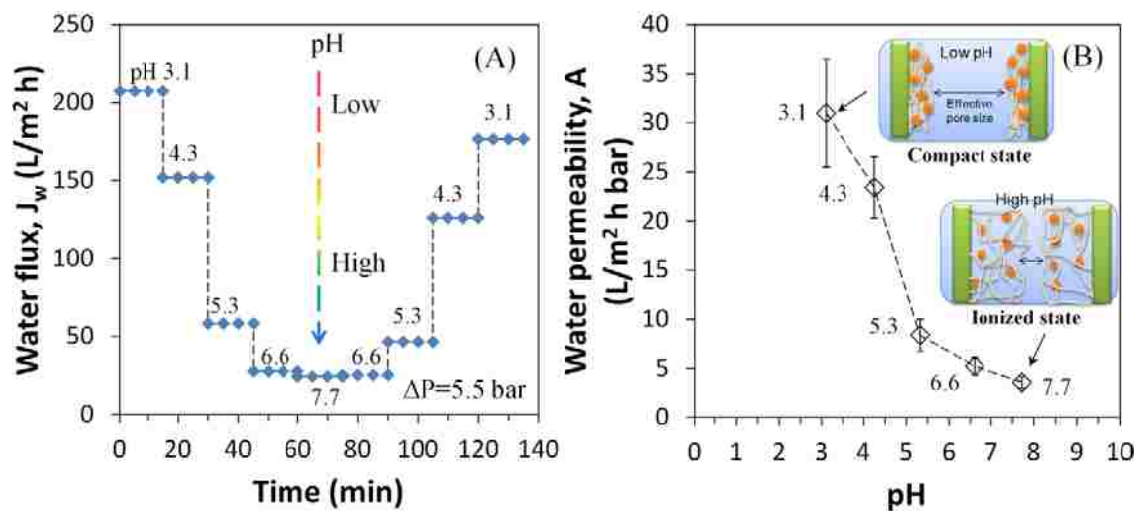 Water flux, J_w (L/m² h)
250
200
150
100
50
0
pH 3.1
4.3
5.3
6.6
7.7
6.6
5.3
4.3
3.1
pH
Low
High
(A)
ΔP=5.5 bar
0 20 40 60 80 100 120 140
Time (min)
Water permeability, A
(L/m² h bar)
40
35
30
25
20
15
10
5
0
(B)
3.1
4.3
5.3
6.6
7.7
Low pH
Effective
pore size
Compact state
High pH
Ionized state
0 1 2 3 4 5 6 7 8 9 10
pH